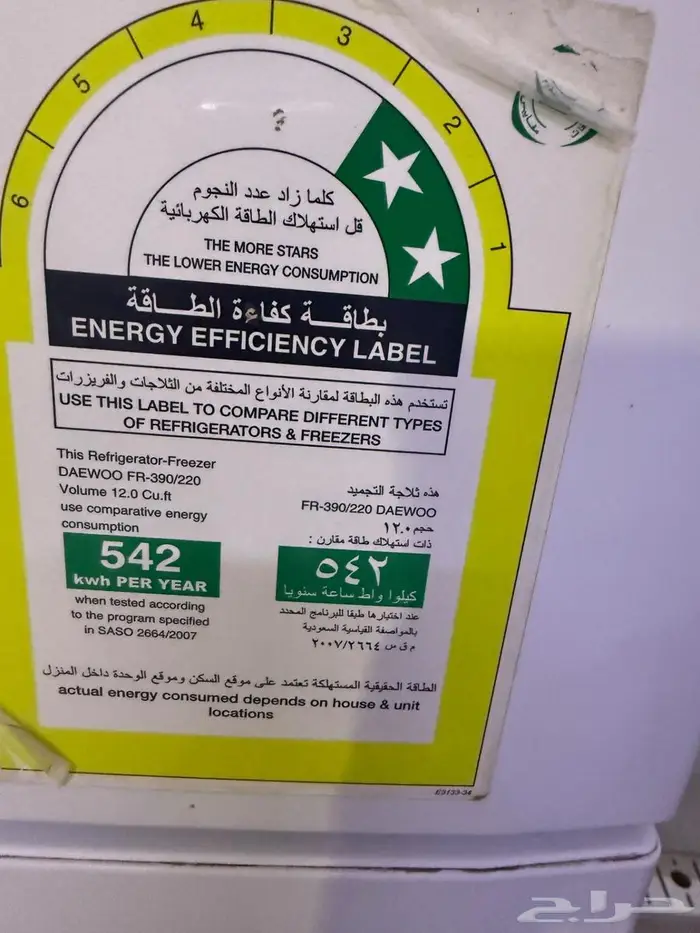 6
5
4
3
2
1
كلما زاد عدد النجوم
قل استهلاك الطاقة الكهربائية
THE MORE STARS
THE LOWER ENERGY CONSUMPTION
بطاقـــة كفاءة الطـــاقة
ENERGY EFFICIENCY LABEL
تستخدم هذه البطاقة لمقارنة الأنواع المختلفة من الثلاجات والفريزرات
USE THIS LABEL TO COMPARE DIFFERENT TYPES
OF REFRIGERATORS & FREEZERS
This Refrigerator-Freezer
DAEWOO FR-390/220
Volume 12.0 Cu.ft
use comparative energy
consumption
542
kwh PER YEAR
when tested according
to the program specified
in SASO 2664/2007
هذه ثلاجة التجميد
FR-390/220 DAEWOO
حجم ١٢.٠
ذات استهلاك طاقة مقارن :
٥٤٢
كيلوا واط ساعة سنويا
عند اختبارها طبقا للبرنامج المحدد
بالمواصفة القياسية السعودية
م ق س ٢٠٠٧/٢٦٦٤
الطاقة الحقيقية المستهلكة تعتمد على موقع السكن وموقع الوحدة داخل المنزل
actual energy consumed depends on house & unit
locations
E3133-34
حراج